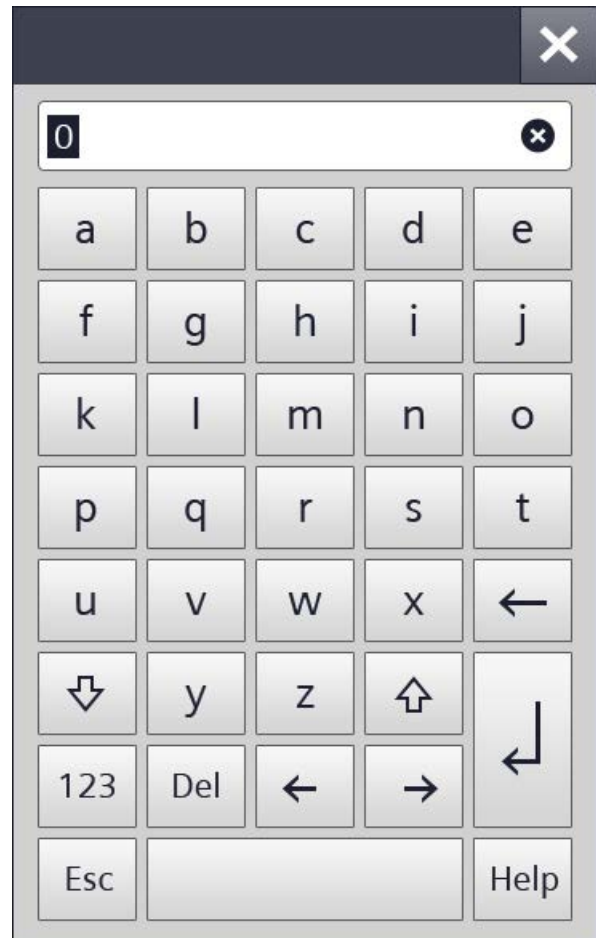 0
a b c d e
f g h i j
k l m n o
p q r s t
u v w x ←
y z
123 Del ← →
Esc Help